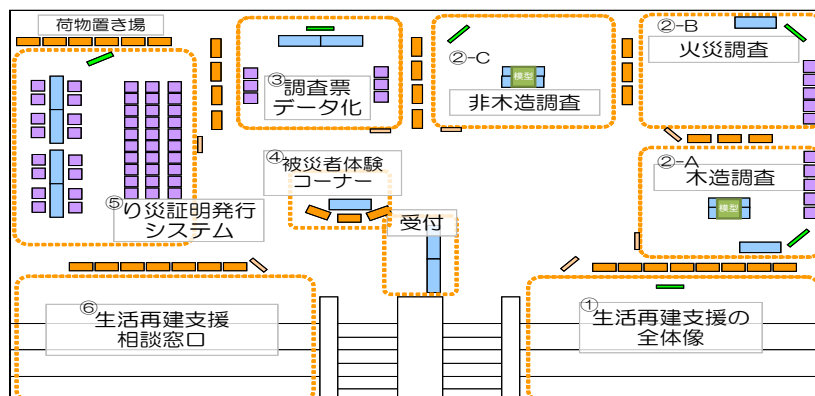 荷物置き場
③調査票
データ化
②-C
模型
非木造調査
②-B
火災調査
②-A
木造調査
模型
④被災者体験
コーナー
受付
⑤り災証明発行
システム
⑥生活再建支援
相談窓口
①生活再建支援の
全体像